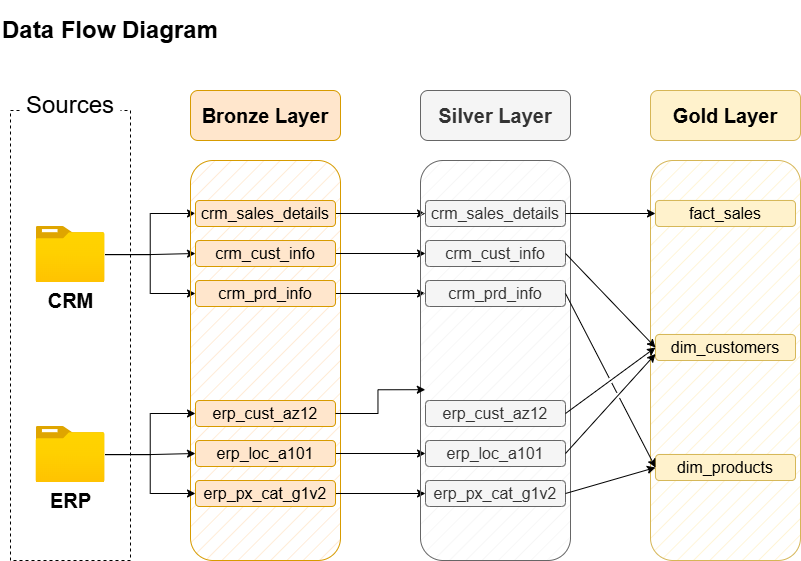 Data Flow Diagram
Sources
Bronze Layer
Silver Layer
Gold Layer
crm_sales_details
crm_sales_details
fact_sales
crm_cust_info
crm_cust_info
crm_prd_info
crm_prd_info
CRM
dim_customers
erp_cust_az12
erp_cust_az12
erp_loc_a101
erp_loc_a101
dim_products
erp_px_cat_g1v2
erp_px_cat_g1v2
ERP